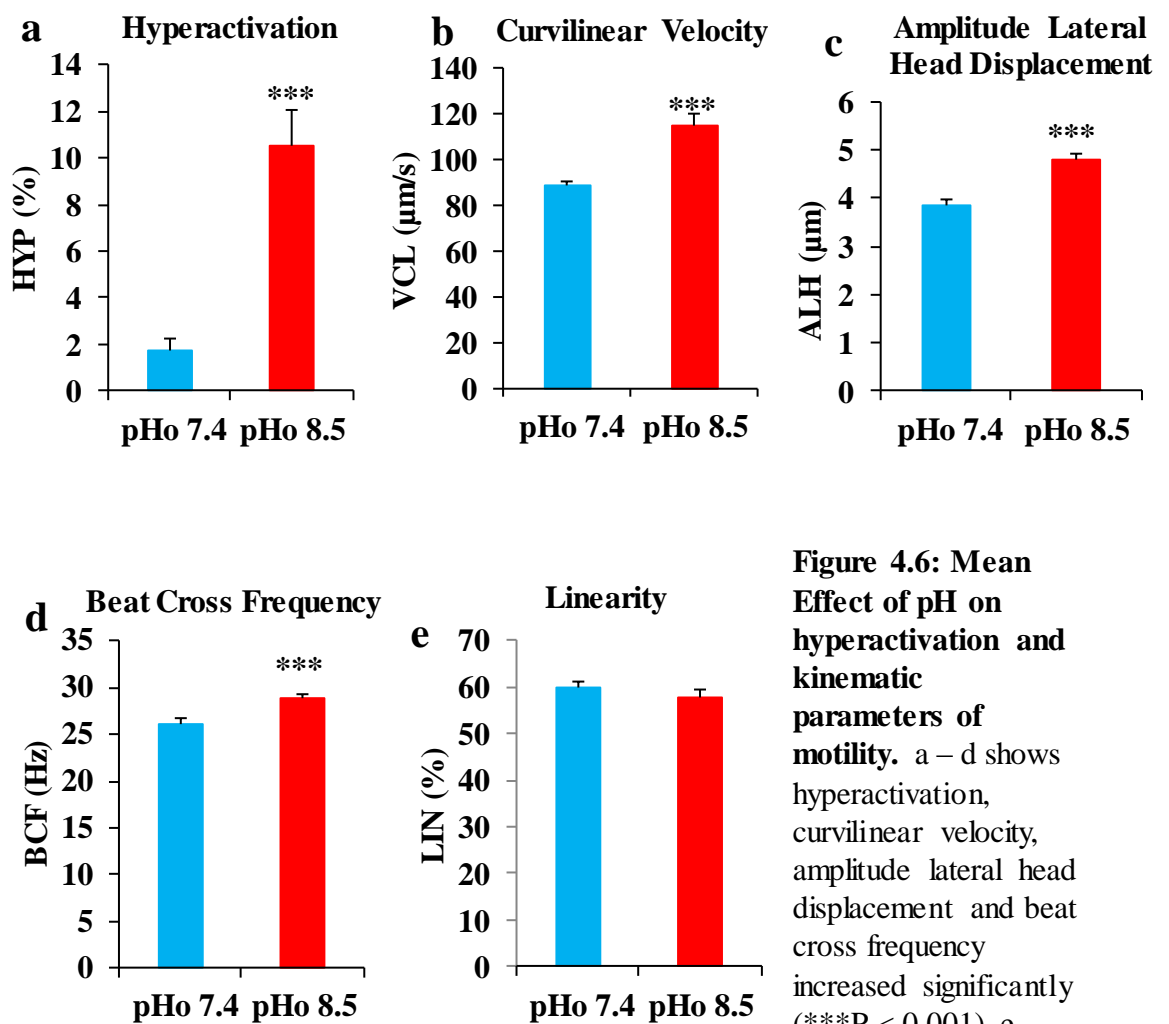 a
Hyperactivation
14
12
10
8
6
4
2
0
HYP (%)
***
pHo 7.4 pHo 8.5
b
Curvilinear Velocity
140
120
100
80
60
40
20
0
VCL (µm/s)
***
pHo 7.4 pHo 8.5
c
Amplitude Lateral
Head Displacement
6
5
4
3
2
1
0
ALH (µm)
***
pHo 7.4 pHo 8.5
d
Beat Cross Frequency
35
30
25
20
15
10
5
0
BCF (Hz)
***
pHo 7.4 pHo 8.5
e
Linearity
70
60
50
40
30
20
10
0
LIN (%)
pHo 7.4 pHo 8.5
Figure 4.6: Mean
Effect of pH on
hyperactivation and
kinematic
parameters of
motility. a – d shows
hyperactivation,
curvilinear velocity,
amplitude lateral head
displacement and beat
cross frequency
increased significantly
(***P < 0.001). e